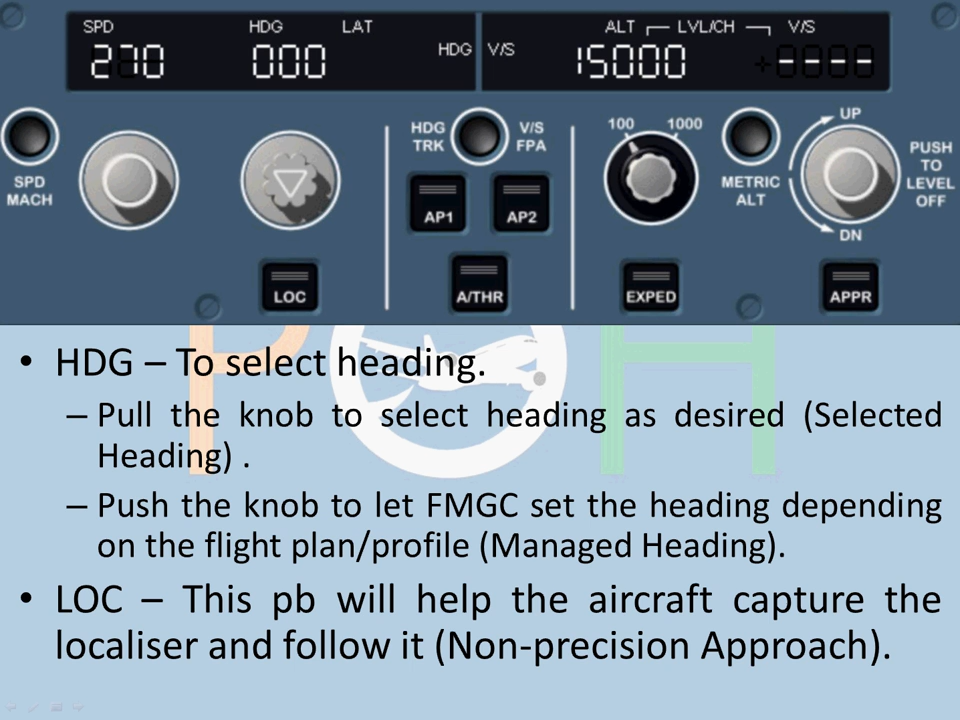 SPD HDG LAT ALT LVL/CH V/S
HDG V/S
270 000 15000 +----
HDG TRK V/S FPA
100 1000
UP
SPD MACH
METRIC ALT
PUSH TO LEVEL OFF
AP1 AP2
DN
LOC A/THR EXPED APPR
• HDG – To select heading.
– Pull the knob to select heading as desired (Selected
Heading) .
– Push the knob to let FMGC set the heading depending
on the flight plan/profile (Managed Heading).
• LOC – This pb will help the aircraft capture the
localiser and follow it (Non-precision Approach).
P O H